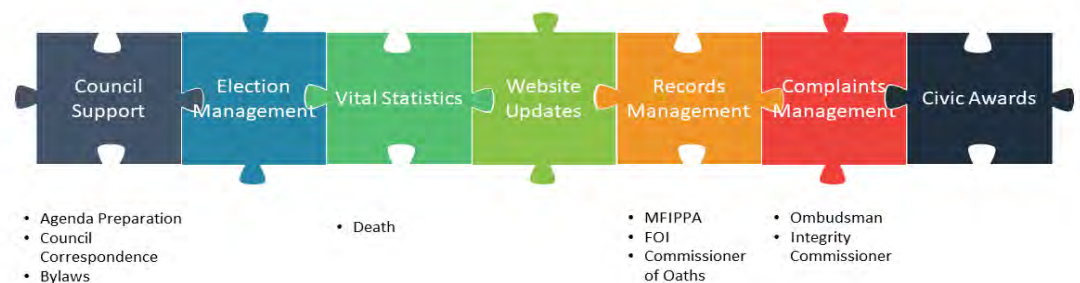 Council
Support
Election
Management
Vital Statistics
Website
Updates
Records
Management
Complaints
Management
Civic Awards
• Agenda Preparation
• Council
Correspondence
• Bylaws
• Death
• MFIPPA
• FOI
• Commissioner
of Oaths
• Ombudsman
• Integrity
Commissioner